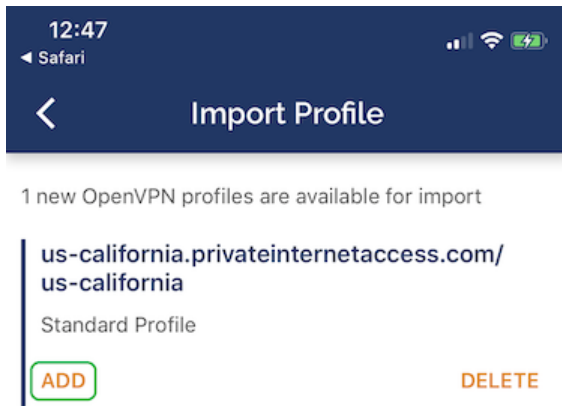 12:47
◀ Safari
Import Profile
1 new OpenVPN profiles are available for import
us-california.privateinternetaccess.com/
us-california
Standard Profile
ADD DELETE